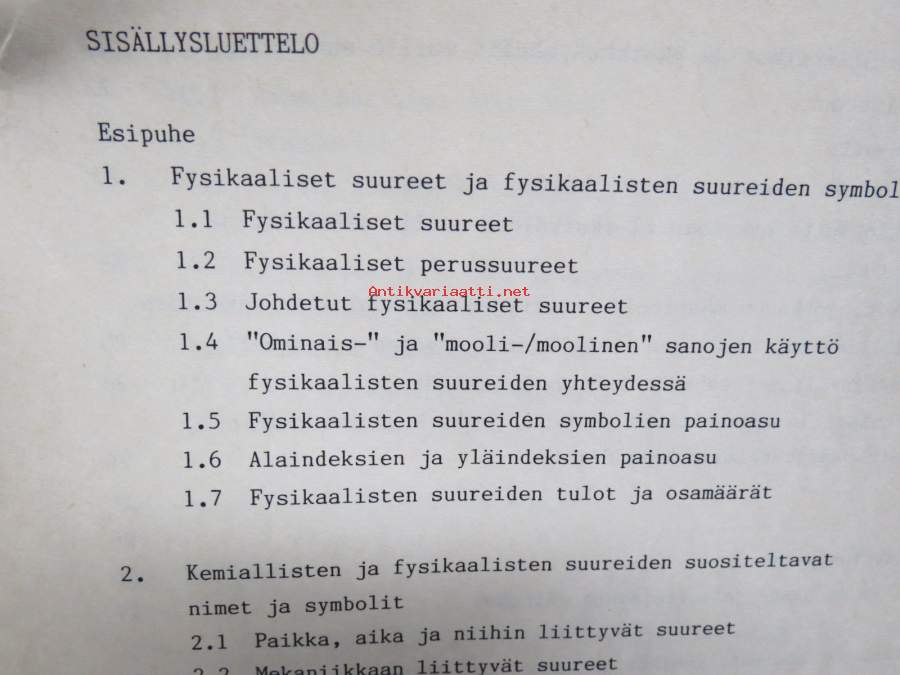 SISÄLLYSLUETTELO
Esipuhe
1. Fysikaaliset suureet ja fysikaalisten suureiden symbol
1.1 Fysikaaliset suureet
1.2 Fysikaaliset perussuureet
Antikvariaatti.net
1.3 Johdetut fysikaaliset suureet
1.4 "Ominais-" ja "mooli-/moolinen" sanojen käyttö
fysikaalisten suureiden yhteydessä
1.5 Fysikaalisten suureiden symbolien painoasu
1.6 Alaindeksien ja yläindeksien painoasu
1.7 Fysikaalisten suureiden tulot ja osamäärät
2. Kemiallisten ja fysikaalisten suureiden suositeltavat
nimet ja symbolit
2.1 Paikka, aika ja niihin liittyvät suureet
2.2 Mekaniikkaan liittyvät suureet